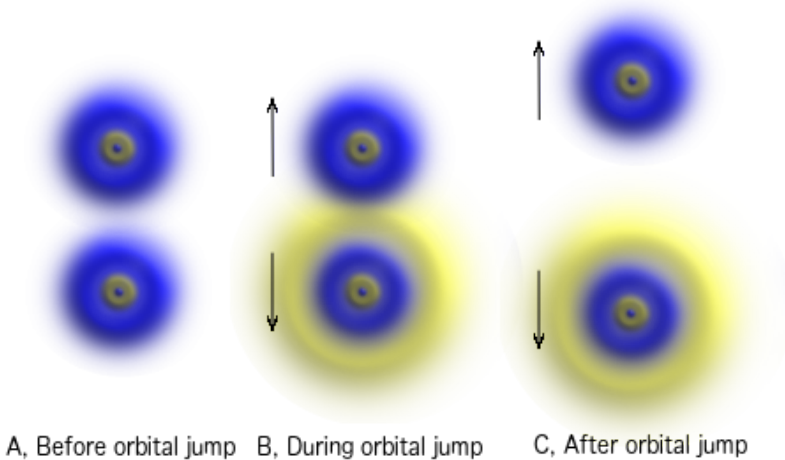 A, Before orbital jump
B, During orbital jump
C, After orbital jump